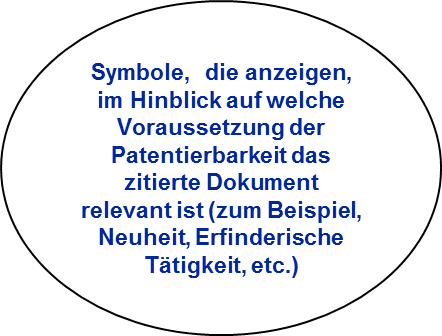 Symbole, die anzeigen,
im Hinblick auf welche
Voraussetzung der
Patentierbarkeit das
zitierte Dokument
relevant ist (zum Beispiel,
Neuheit, Erfinderische
Tätigkeit, etc.)